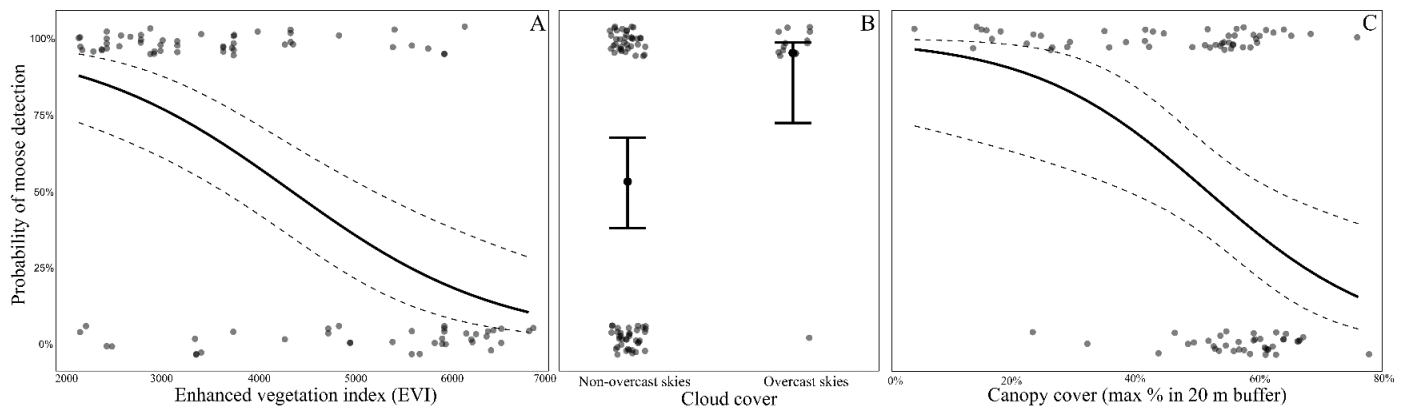 Probability of moose detection
100%
75%
50%
25%
0%
A
2000 3000 4000 5000 6000 7000
Enhanced vegetation index (EVI)
B
Non-overcast skies Overcast skies
Cloud cover
C
0% 20% 40% 60% 80%
Canopy cover (max % in 20 m buffer)